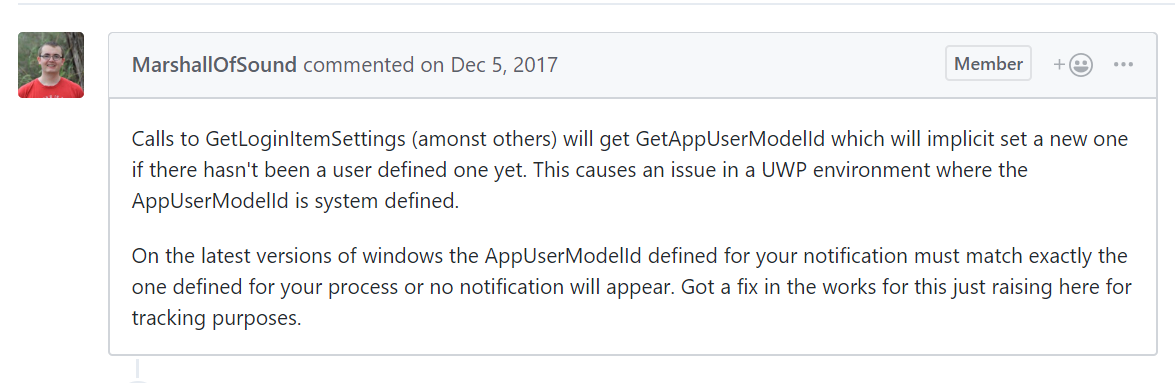 MarshallOfSound commented on Dec 5, 2017
Member
Calls to GetLoginItemSettings (amonst others) will get GetAppUserModelId which will implicit set a new one
if there hasn't been a user defined one yet. This causes an issue in a UWP environment where the
AppUserModelId is system defined.
On the latest versions of windows the AppUserModelId defined for your notification must match exactly the
one defined for your process or no notification will appear. Got a fix in the works for this just raising here for
tracking purposes.